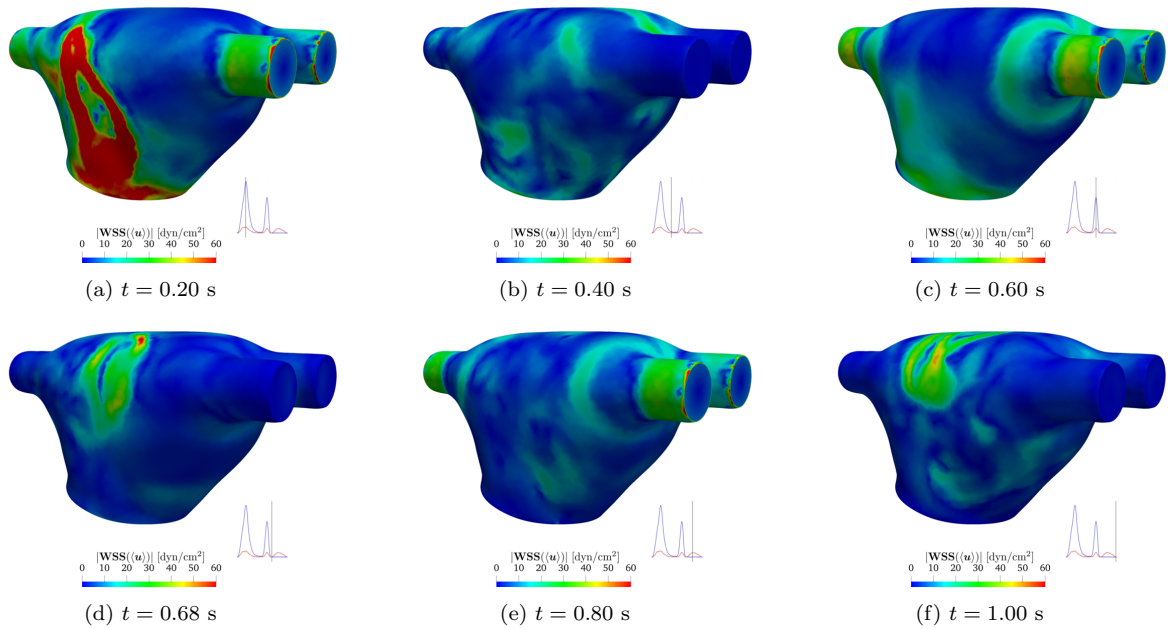 |WSS(⟨u⟩)| [dyn/cm²]
0 10 20 30 40 50 60
(a) t = 0.20 s
|WSS(⟨u⟩)| [dyn/cm²]
0 10 20 30 40 50 60
(b) t = 0.40 s
|WSS(⟨u⟩)| [dyn/cm²]
0 10 20 30 40 50 60
(c) t = 0.60 s
|WSS(⟨u⟩)| [dyn/cm²]
0 10 20 30 40 50 60
(d) t = 0.68 s
|WSS(⟨u⟩)| [dyn/cm²]
0 10 20 30 40 50 60
(e) t = 0.80 s
|WSS(⟨u⟩)| [dyn/cm²]
0 10 20 30 40 50 60
(f) t = 1.00 s